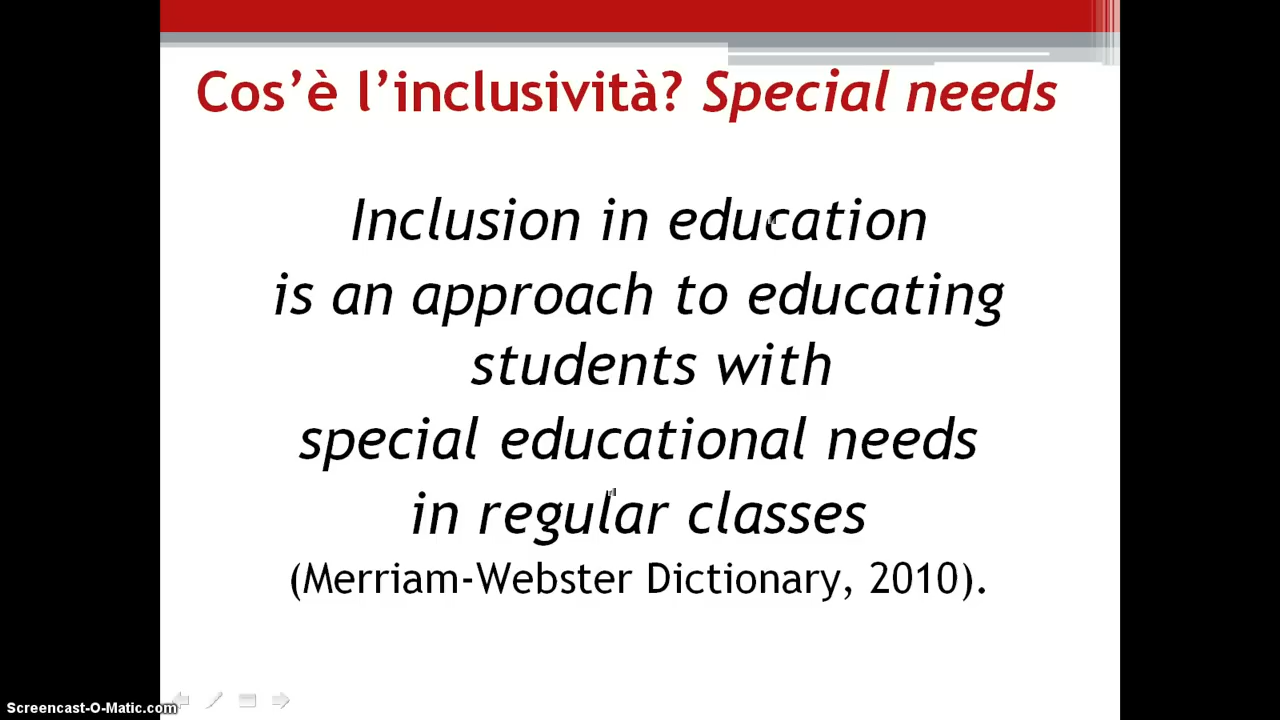 Cos’è l’inclusività? Special needs
Inclusion in education
is an approach to educating
students with
special educational needs
in regular classes
(Merriam-Webster Dictionary, 2010).
Screencast-O-Matic.com